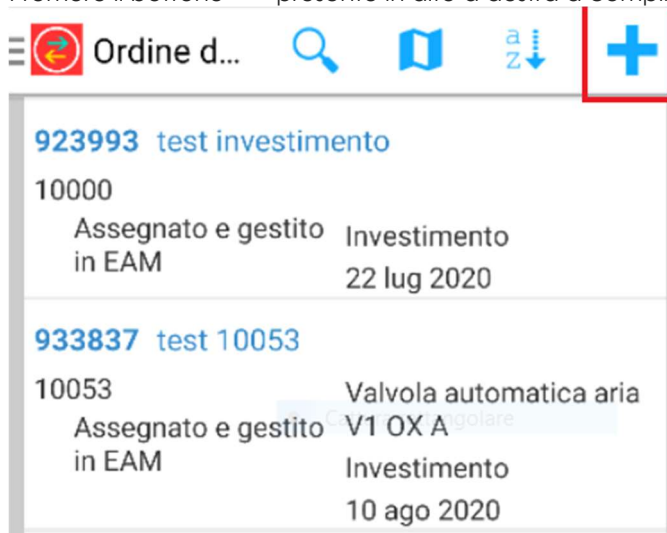 Ordine d...
a
z
923993 test investimento
10000
Assegnato e gestito
in EAM
Investimento
22 lug 2020
933837 test 10053
10053
Assegnato e gestito
in EAM
Valvola automatica aria
V1 OX A
Investimento
10 ago 2020